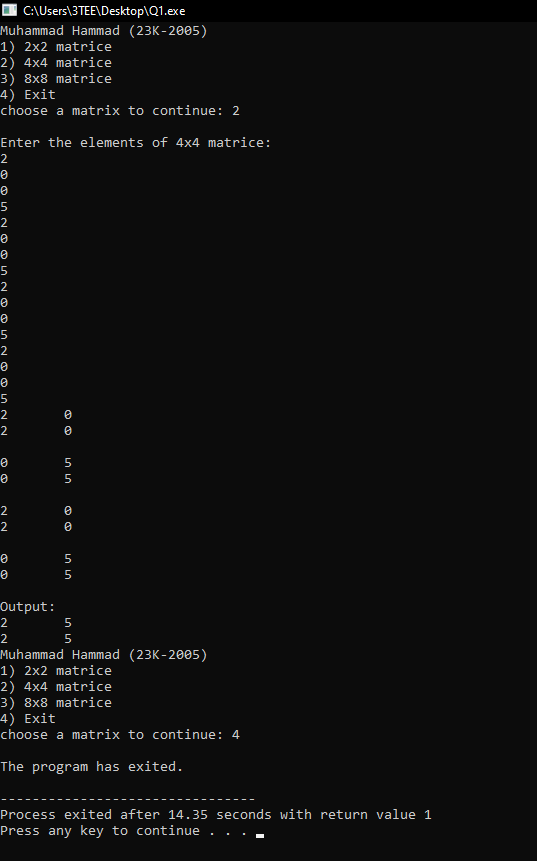 C:\Users\3TEE\Desktop\Q1.exe
Muhammad Hammad (23K-2005)
1) 2x2 matrice
2) 4x4 matrice
3) 8x8 matrice
4) Exit
choose a matrix to continue: 2
Enter the elements of 4x4 matrice:
2
0
0
5
2
0
0
5
2
0
0
5
2
0
0
5
2 0
2 0
0 5
0 5
2 0
2 0
0 5
0 5
Output:
2 5
2 5
Muhammad Hammad (23K-2005)
1) 2x2 matrice
2) 4x4 matrice
3) 8x8 matrice
4) Exit
choose a matrix to continue: 4
The program has exited.
--------------------------------
Process exited after 14.35 seconds with return value 1
Press any key to continue . . .